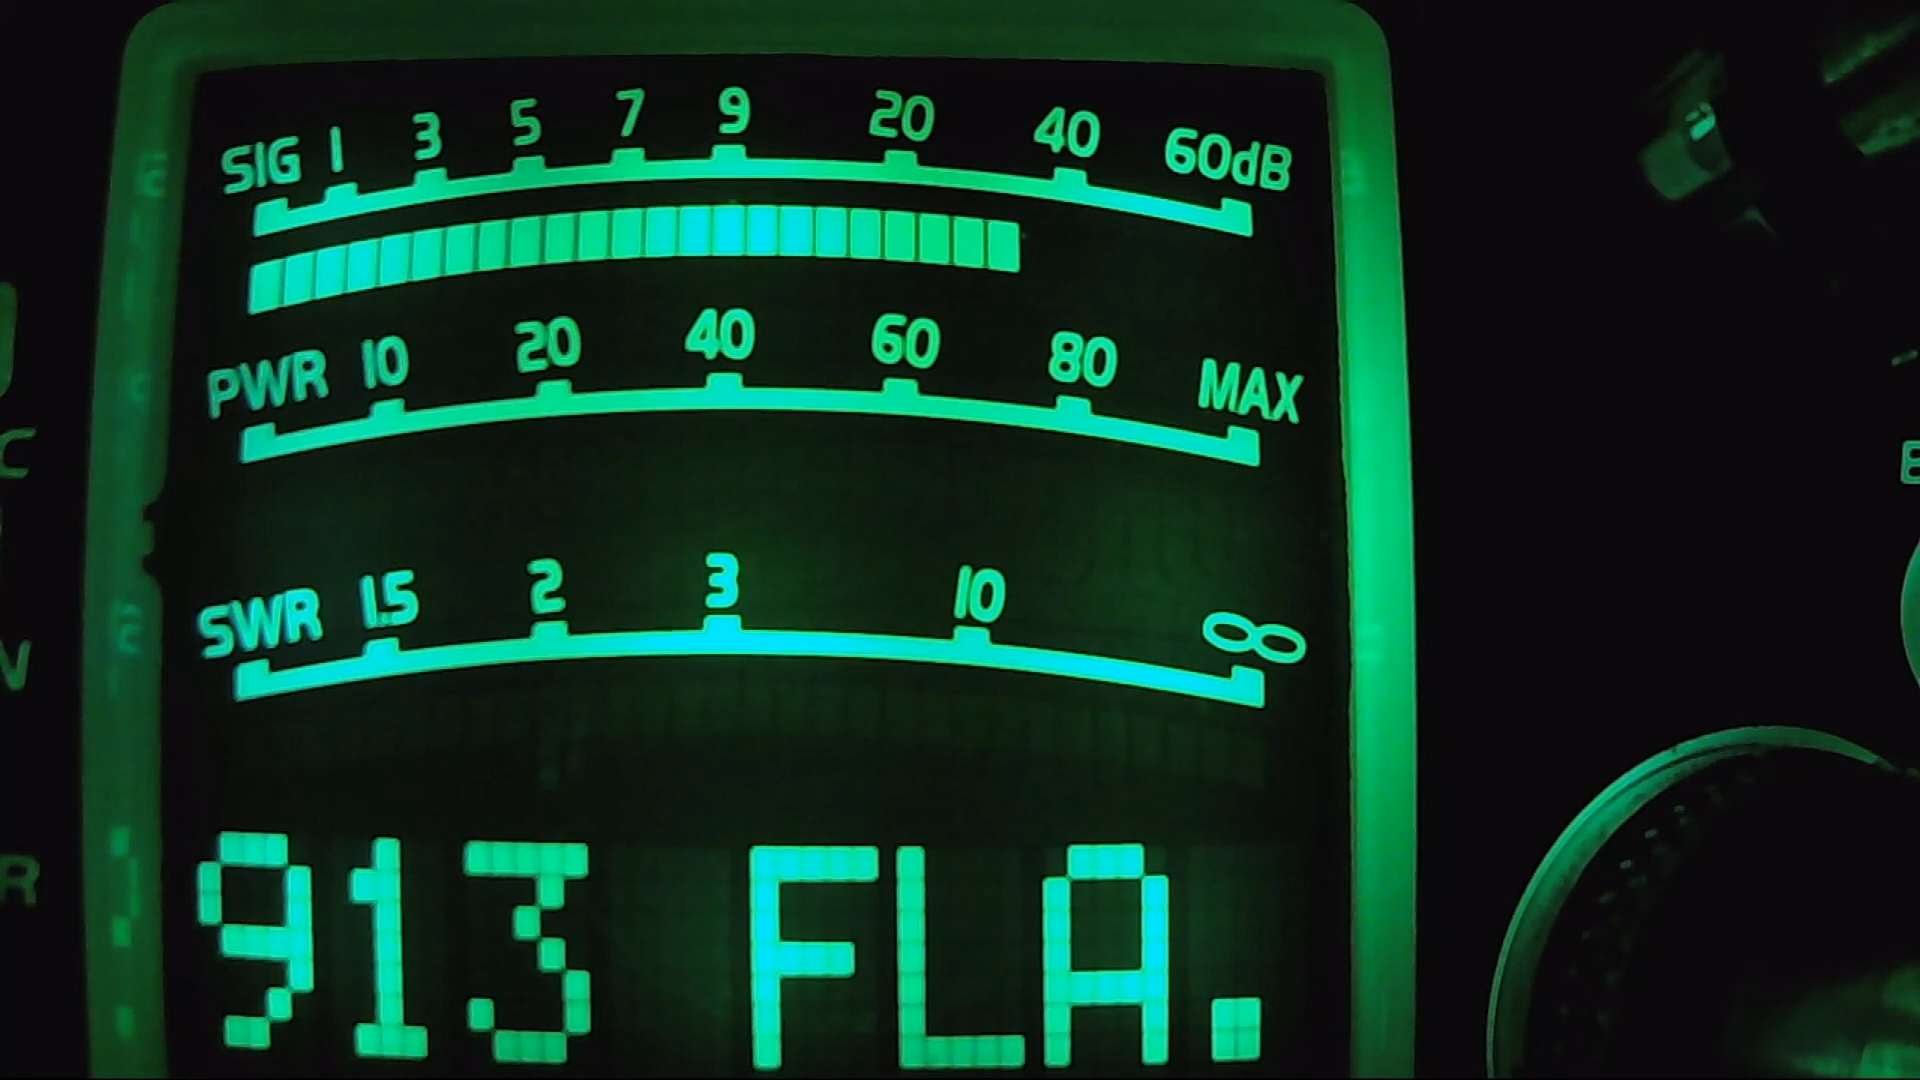 SIG 1 3 5 7 9 20 40 60dB
PWR 10 20 40 60 80 MAX
SWR 1.5 2 3 10 ∞
913 FLA.
C
N
R